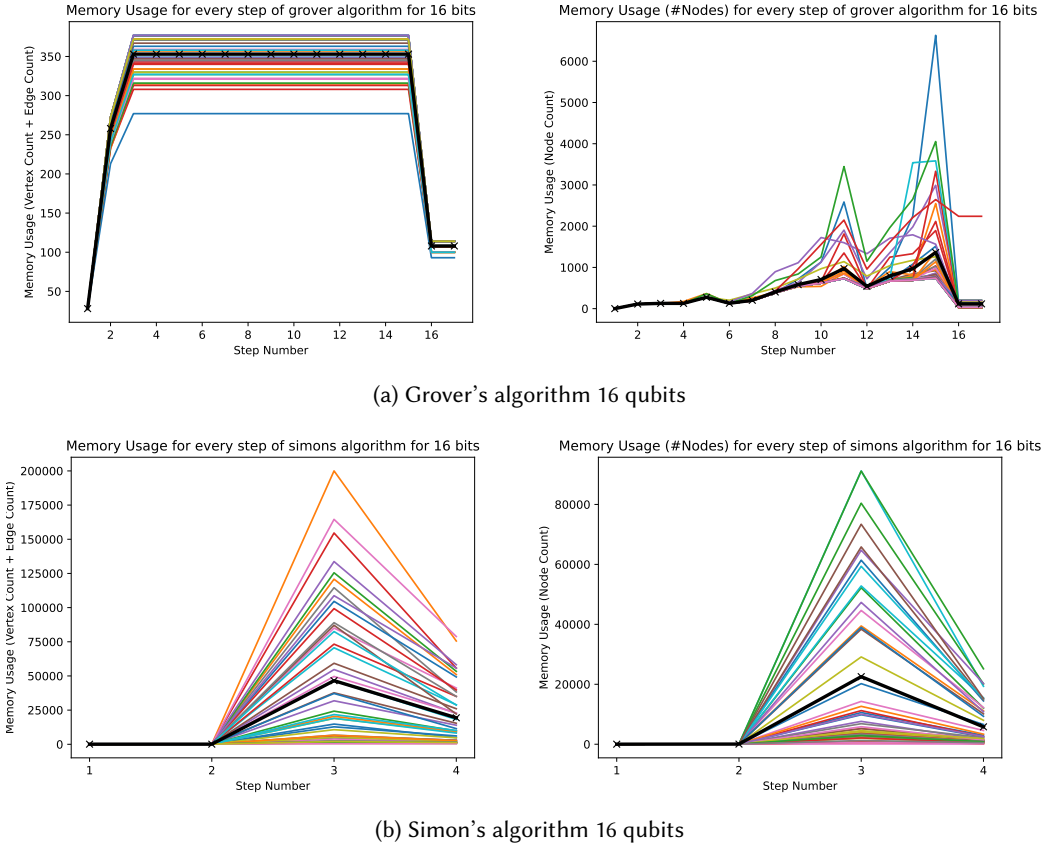 Memory Usage for every step of grover algorithm for 16 bits
Memory Usage (Vertex Count + Edge Count)
350
300
250
200
150
100
50
2 4 6 8 10 12 14 16
Step Number
Memory Usage (#Nodes) for every step of grover algorithm for 16 bits
Memory Usage (Node Count)
6000
5000
4000
3000
2000
1000
0
2 4 6 8 10 12 14 16
Step Number
(a) Grover's algorithm 16 qubits
Memory Usage for every step of simons algorithm for 16 bits
Memory Usage (Vertex Count + Edge Count)
200000
175000
150000
125000
100000
75000
50000
25000
0
1 2 3 4
Step Number
Memory Usage (#Nodes) for every step of simons algorithm for 16 bits
Memory Usage (Node Count)
80000
60000
40000
20000
0
1 2 3 4
Step Number
(b) Simon's algorithm 16 qubits